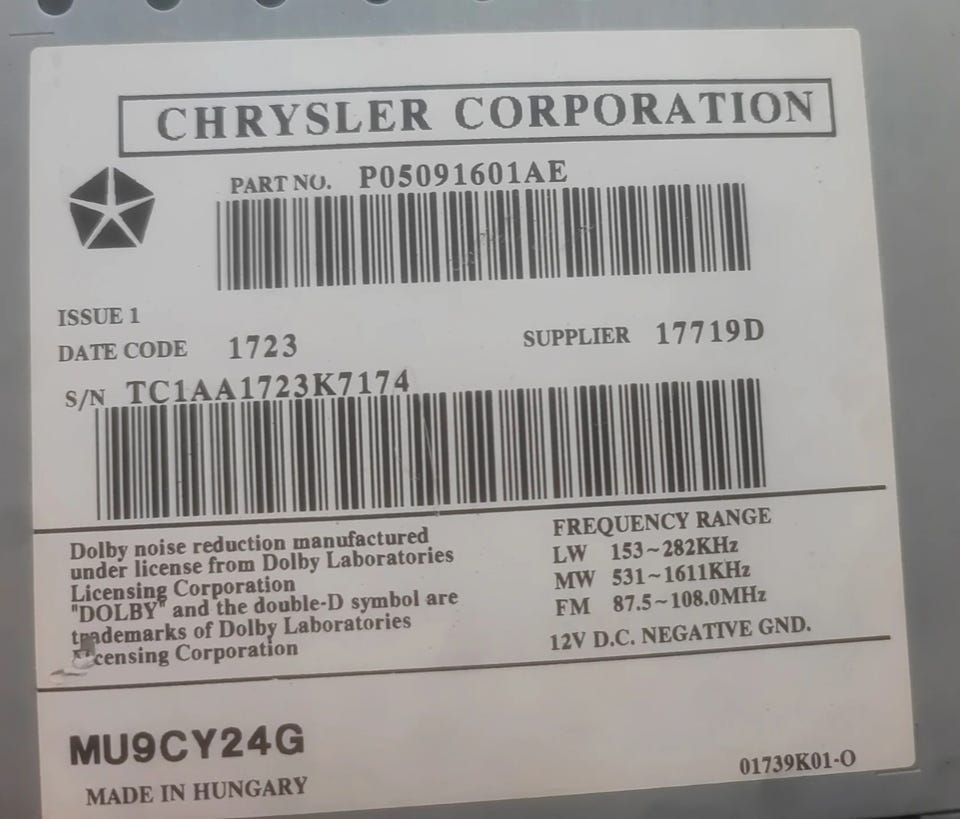 CHRYSLER CORPORATION
PART NO. P05091601AE
ISSUE 1
DATE CODE 1723 SUPPLIER 17719D
S/N TC1AA1723K7174
Dolby noise reduction manufactured
under license from Dolby Laboratories
Licensing Corporation
"DOLBY" and the double-D symbol are
trademarks of Dolby Laboratories
Licensing Corporation
FREQUENCY RANGE
LW 153~282KHz
MW 531~1611KHz
FM 87.5~108.0MHz
12V D.C. NEGATIVE GND.
MU9CY24G
MADE IN HUNGARY
01739K01-O